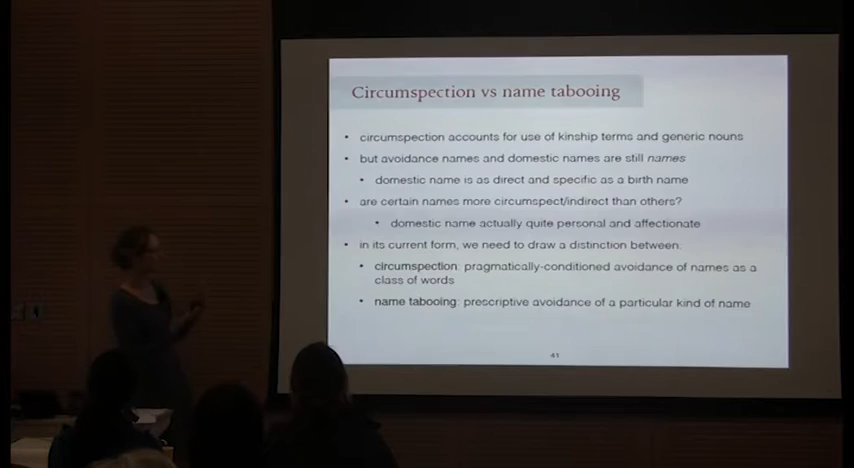 Circumspection vs name tabooing
• circumspection accounts for use of kinship terms and generic nouns
• but avoidance names and domestic names are still names
• domestic name is as direct and specific as a birth name
• are certain names more circumspect/indirect than others?
• domestic name actually quite personal and affectionate
• in its current form, we need to draw a distinction between:
• circumspection: pragmatically-conditioned avoidance of names as a
class of words
• name tabooing: prescriptive avoidance of a particular kind of name
41